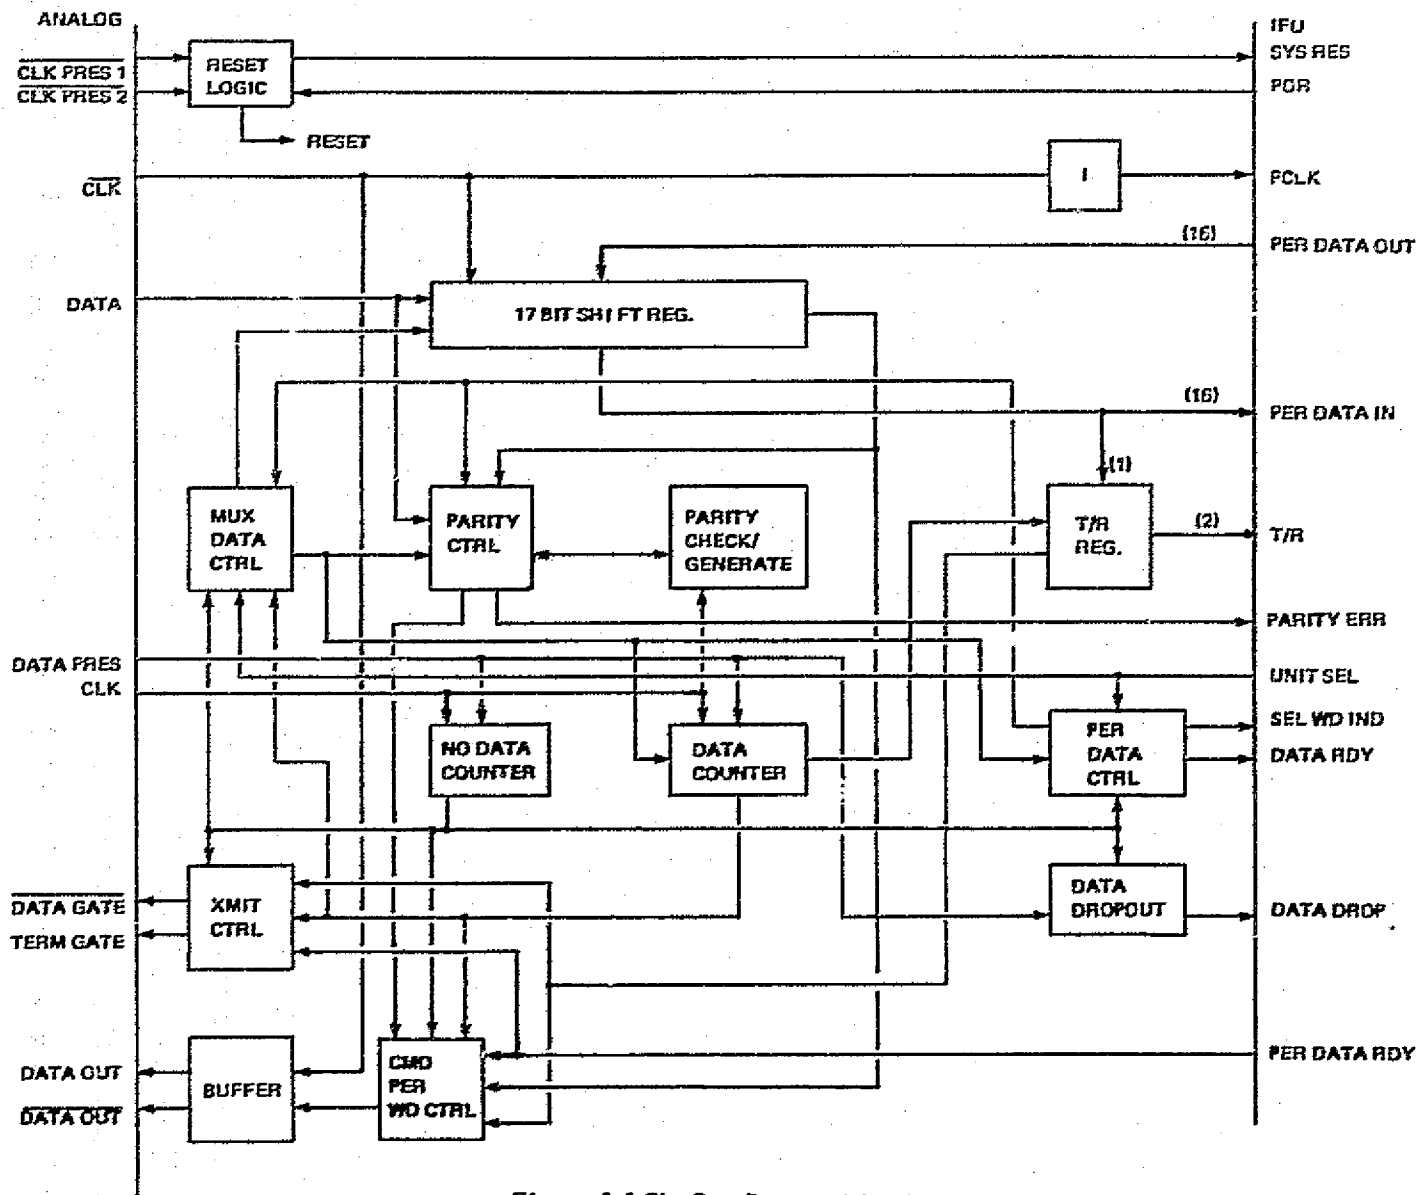 ANALOG
IFU
CLK PRES 1
CLK PRES 2
RESET
LOGIC
SYS RES
POR
RESET
CLK
I
PCLK
(16)
PER DATA OUT
DATA
17 BIT SHIFT REG.
(16)
PER DATA IN
(1)
MUX
DATA
CTRL
PARITY
CTRL
PARITY
CHECK/
GENERATE
T/R
REG.
(2)
T/R
PARITY ERR
DATA PRES
CLK
UNIT SEL
NO DATA
COUNTER
DATA
COUNTER
PER
DATA
CTRL
SEL WD IND
DATA RDY
DATA GATE
TERM GATE
XMIT
CTRL
DATA
DROPOUT
DATA DROP
DATA OUT
DATA OUT
BUFFER
CMD
PER
WD CTRL
PER DATA RDY